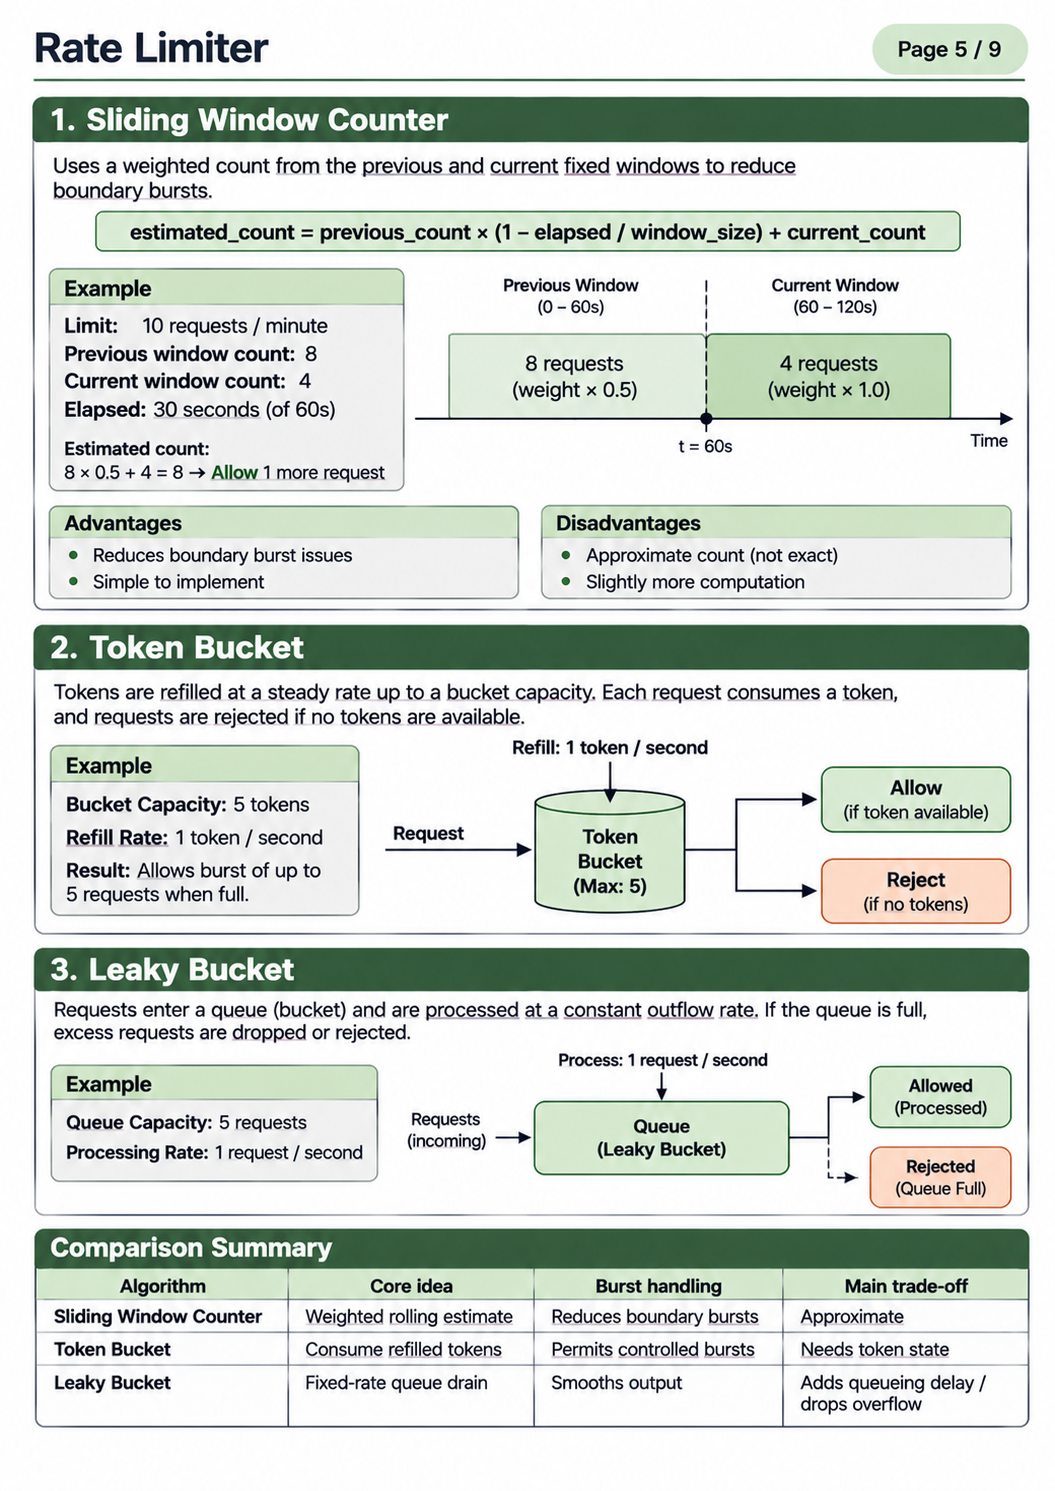 Rate Limiter
Page 5 / 9
1. Sliding Window Counter
Uses a weighted count from the previous and current fixed windows to reduce
boundary bursts.
estimated_count = previous_count × (1 – elapsed / window_size) + current_count
Example
Limit: 10 requests / minute
Previous window count: 8
Current window count: 4
Elapsed: 30 seconds (of 60s)
Estimated count:
8 × 0.5 + 4 = 8 → Allow 1 more request
Previous Window
(0 – 60s)
Current Window
(60 – 120s)
8 requests
(weight × 0.5)
4 requests
(weight × 1.0)
t = 60s
Time
Advantages
• Reduces boundary burst issues
• Simple to implement
Disadvantages
• Approximate count (not exact)
• Slightly more computation
2. Token Bucket
Tokens are refilled at a steady rate up to a bucket capacity. Each request consumes a token,
and requests are rejected if no tokens are available.
Example
Bucket Capacity: 5 tokens
Refill Rate: 1 token / second
Result: Allows burst of up to
5 requests when full.
Refill: 1 token / second
Request
Token
Bucket
(Max: 5)
Allow
(if token available)
Reject
(if no tokens)
3. Leaky Bucket
Requests enter a queue (bucket) and are processed at a constant outflow rate. If the queue is full,
excess requests are dropped or rejected.
Example
Queue Capacity: 5 requests
Processing Rate: 1 request / second
Process: 1 request / second
Requests
(incoming)
Queue
(Leaky Bucket)
Allowed
(Processed)
Rejected
(Queue Full)
Comparison Summary
Algorithm Core idea Burst handling Main trade-off
Sliding Window Counter Weighted rolling estimate Reduces boundary bursts Approximate
Token Bucket Consume refilled tokens Permits controlled bursts Needs token state
Leaky Bucket Fixed-rate queue drain Smooths output Adds queueing delay /
drops overflow